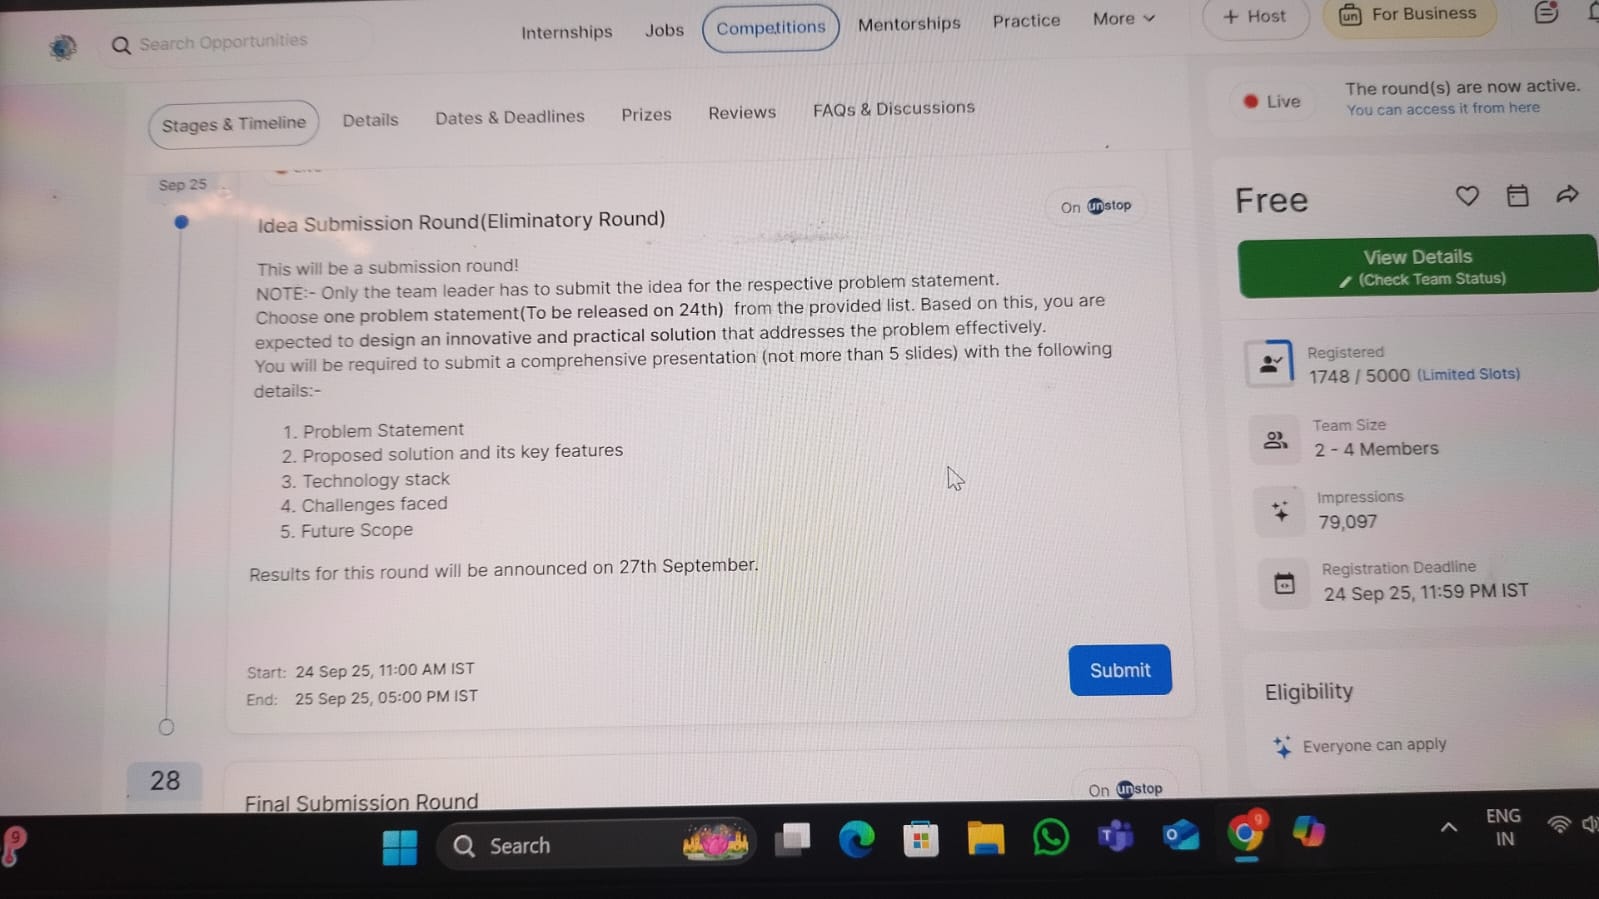 Search Opportunities
Internships
Jobs
Competitions
Mentorships
Practice
More
+ Host
un For Business
Stages & Timeline
Details
Dates & Deadlines
Prizes
Reviews
FAQs & Discussions
Live
The round(s) are now active.
You can access it from here
Sep 25
Idea Submission Round(Eliminatory Round)
On unstop
This will be a submission round!
NOTE:- Only the team leader has to submit the idea for the respective problem statement.
Choose one problem statement(To be released on 24th) from the provided list. Based on this, you are
expected to design an innovative and practical solution that addresses the problem effectively.
You will be required to submit a comprehensive presentation (not more than 5 slides) with the following
details:-
1. Problem Statement
2. Proposed solution and its key features
3. Technology stack
4. Challenges faced
5. Future Scope
Results for this round will be announced on 27th September.
Start: 24 Sep 25, 11:00 AM IST
End: 25 Sep 25, 05:00 PM IST
Submit
28
Final Submission Round
On unstop
Free
View Details
(Check Team Status)
Registered
1748 / 5000 (Limited Slots)
Team Size
2 - 4 Members
Impressions
79,097
Registration Deadline
24 Sep 25, 11:59 PM IST
Eligibility
Everyone can apply
9
Search
9
ENG
IN